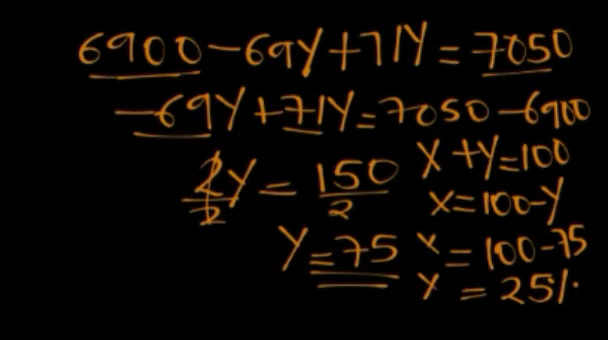 6900-69Y+71Y=7050
-69Y+71Y=7050-6900
2Y/2 = 150/2
Y=75
X+Y=100
X=100-Y
X=100-75
Y=25%